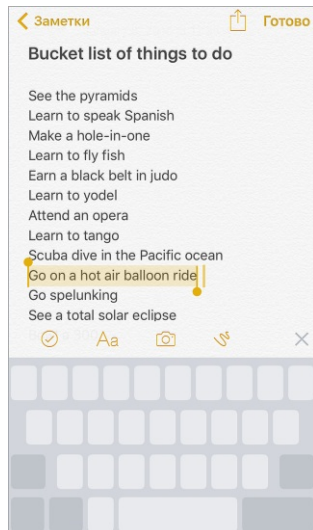 Заметки
Готово
Bucket list of things to do
See the pyramids
Learn to speak Spanish
Make a hole-in-one
Learn to fly fish
Earn a black belt in judo
Learn to yodel
Attend an opera
Learn to tango
Scuba dive in the Pacific ocean
Go on a hot air balloon ride
Go spelunking
See a total solar eclipse
Aa